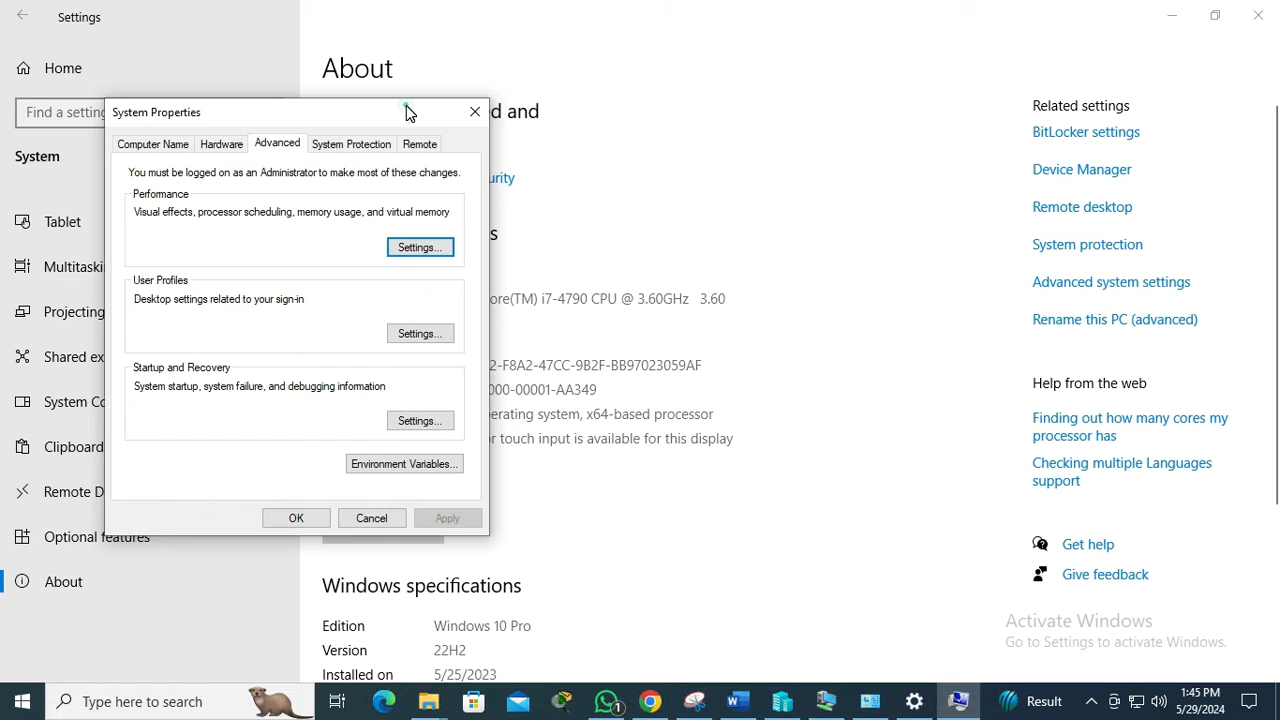 Settings
Home
Find a setting
System
Tablet
Projecting
Optional features
About
About
and
System Properties
Computer Name
Hardware
Advanced
System Protection
Remote
You must be logged on as an Administrator to make most of these changes.
Performance
Visual effects, processor scheduling, memory usage, and virtual memory
Settings...
User Profiles
Desktop settings related to your sign-in
Settings...
Startup and Recovery
System startup, system failure, and debugging information
Settings...
Environment Variables...
OK
Cancel
Apply
ore(TM) i7-4790 CPU @ 3.60GHz 3.60
2-F8A2-47CC-9B2F-BB97023059AF
000-00001-AA349
erating system, x64-based processor
or touch input is available for this display
Windows specifications
Edition Windows 10 Pro
Version 22H2
Installed on 5/25/2023
Related settings
BitLocker settings
Device Manager
Remote desktop
System protection
Advanced system settings
Rename this PC (advanced)
Help from the web
Finding out how many cores my
processor has
Checking multiple Languages
support
Get help
Give feedback
Activate Windows
Go to Settings to activate Windows.
Type here to search
1
Result
1:45 PM
5/29/2024